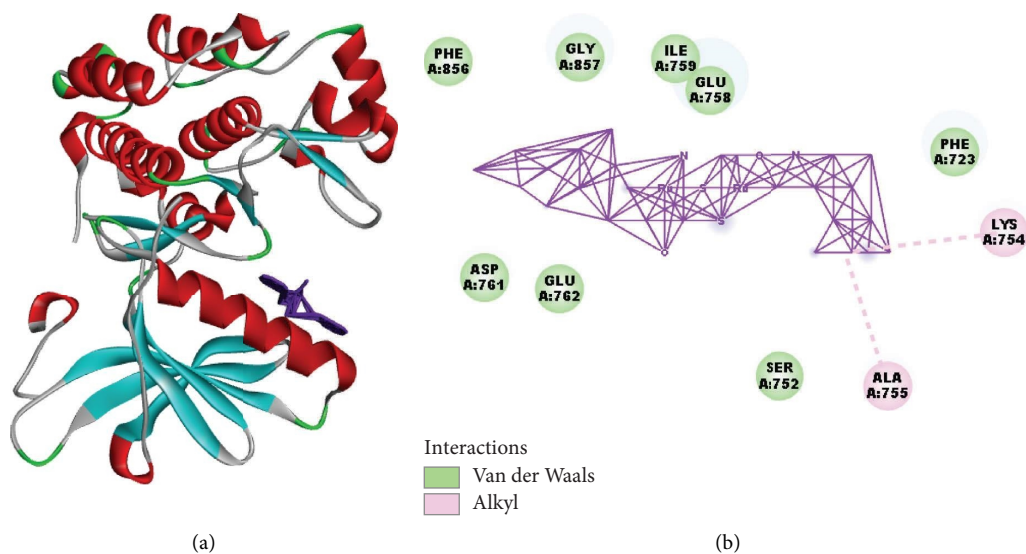 PHE
A:856
GLY
A:857
ILE
A:759
GLU
A:758
PHE
A:723
LYS
A:754
N
O N
S
S
O
ASP
A:761
GLU
A:762
SER
A:752
ALA
A:755
Interactions
Van der Waals
Alkyl
(a)
(b)